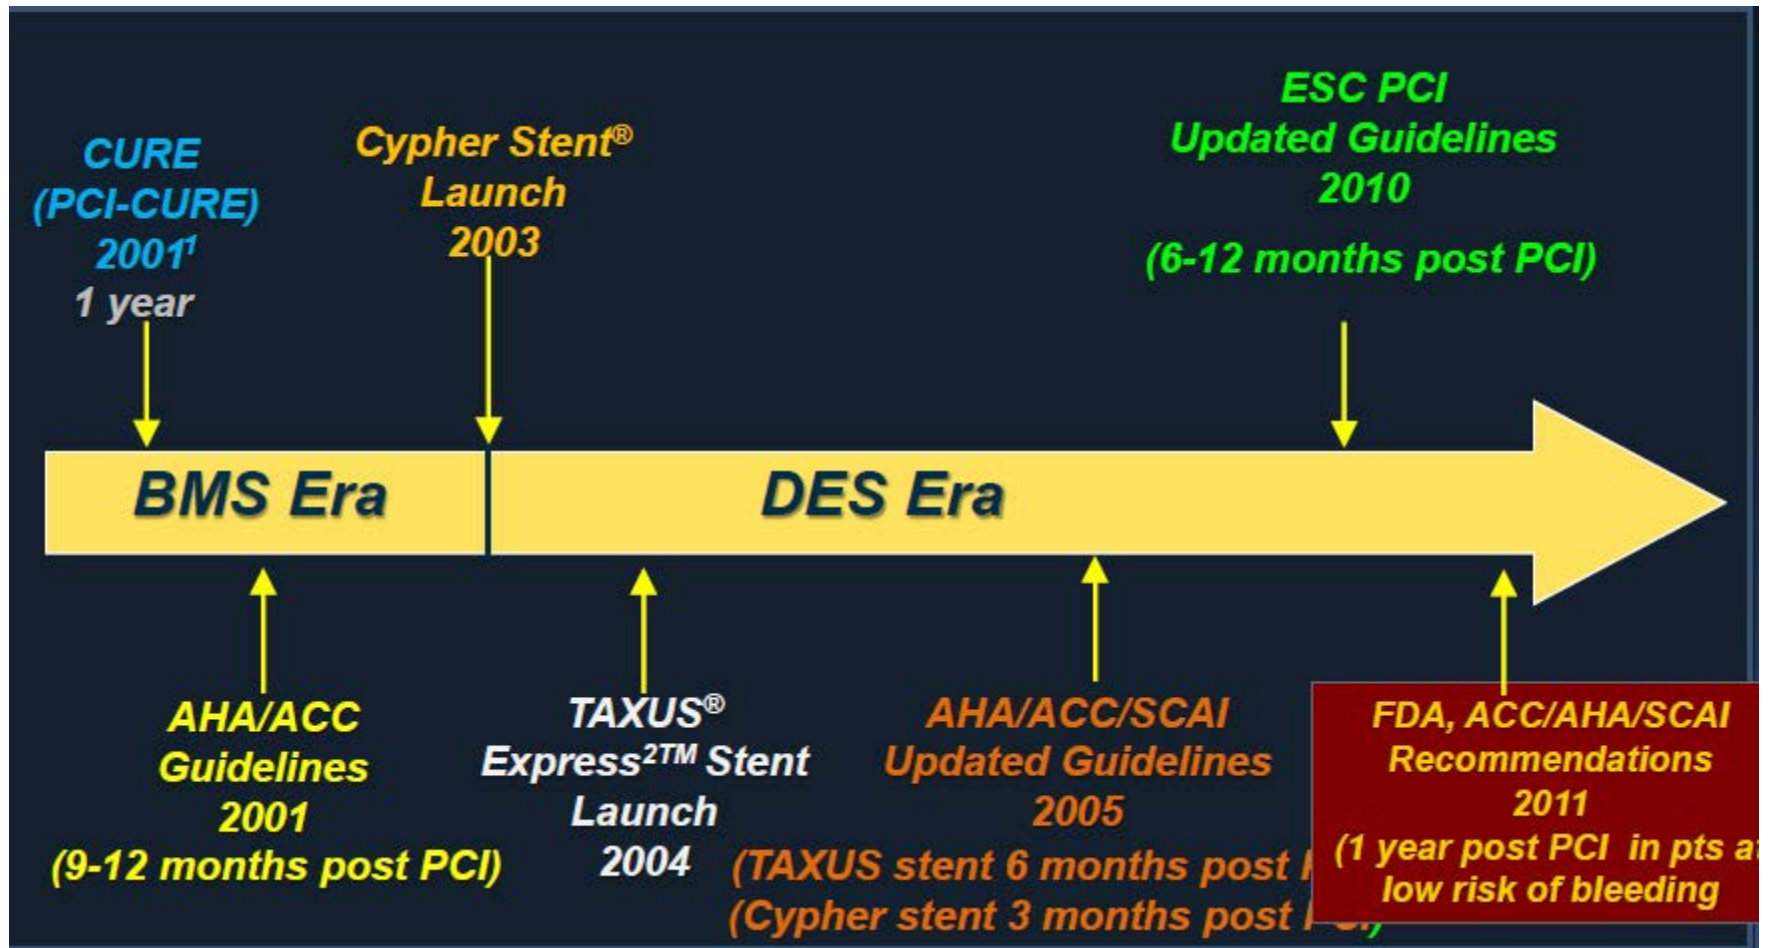 CURE
(PCI-CURE)
2001¹
1 year
Cypher Stent®
Launch
2003
ESC PCI
Updated Guidelines
2010
(6-12 months post PCI)
BMS Era
DES Era
AHA/ACC
Guidelines
2001
(9-12 months post PCI)
TAXUS®
Express²ᵀᴹ Stent
Launch
2004
AHA/ACC/SCAI
Updated Guidelines
2005
(TAXUS stent 6 months post
(Cypher stent 3 months post
FDA, ACC/AHA/SCAI
Recommendations
2011
(1 year post PCI in pts at
low risk of bleeding